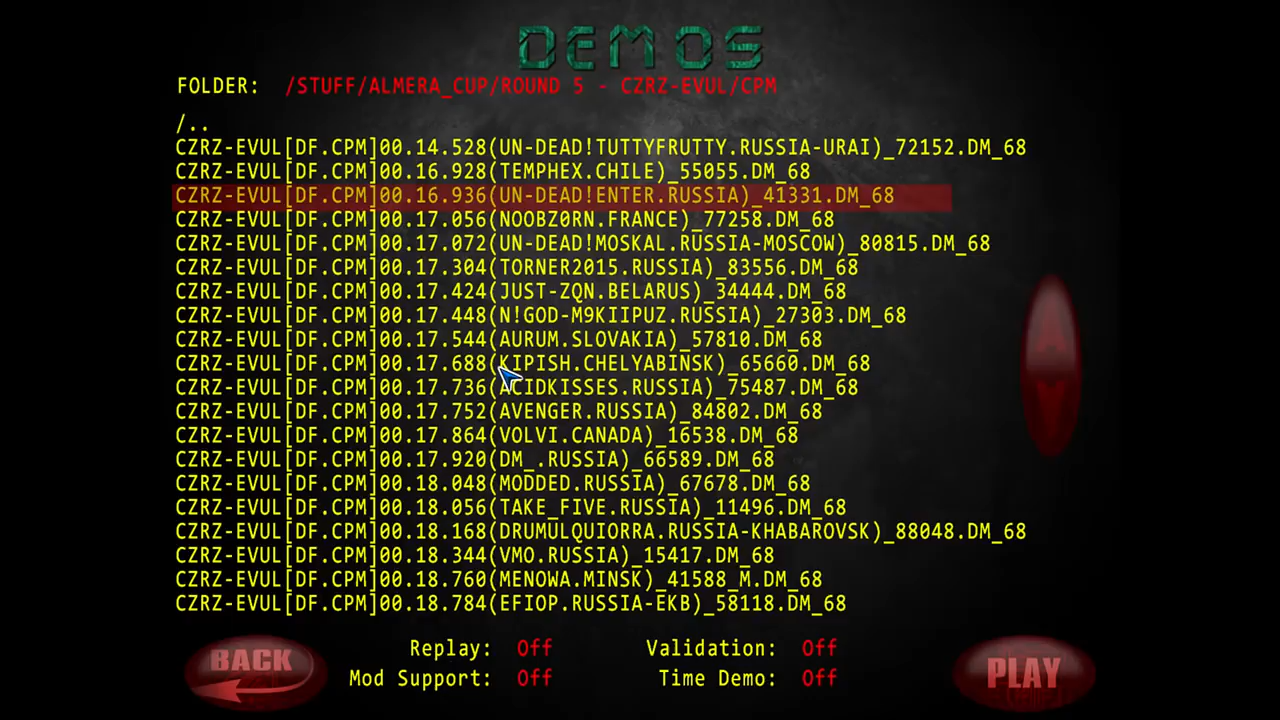 DEMOS
FOLDER: /STUFF/ALMERA_CUP/ROUND 5 - CZRZ-EVUL/CPM
/..
CZRZ-EVUL[DF.CPM]00.14.528(UN-DEAD!TUTTYFRUTTY.RUSSIA-URAI)_72152.DM_68
CZRZ-EVUL[DF.CPM]00.16.928(TEMPHEX.CHILE)_55055.DM_68
CZRZ-EVUL[DF.CPM]00.16.936(UN-DEAD!ENTER.RUSSIA)_41331.DM_68
CZRZ-EVUL[DF.CPM]00.17.056(NOOBZ0RN.FRANCE)_77258.DM_68
CZRZ-EVUL[DF.CPM]00.17.072(UN-DEAD!MOSKAL.RUSSIA-MOSCOW)_80815.DM_68
CZRZ-EVUL[DF.CPM]00.17.304(TORNER2015.RUSSIA)_83556.DM_68
CZRZ-EVUL[DF.CPM]00.17.424(JUST-ZQN.BELARUS)_34444.DM_68
CZRZ-EVUL[DF.CPM]00.17.448(N!GOD-M9KIIPUZ.RUSSIA)_27303.DM_68
CZRZ-EVUL[DF.CPM]00.17.544(AURUM.SLOVAKIA)_57810.DM_68
CZRZ-EVUL[DF.CPM]00.17.688(KIPISH.CHELYABINSK)_65660.DM_68
CZRZ-EVUL[DF.CPM]00.17.736(ACIDKISSES.RUSSIA)_75487.DM_68
CZRZ-EVUL[DF.CPM]00.17.752(AVENGER.RUSSIA)_84802.DM_68
CZRZ-EVUL[DF.CPM]00.17.864(VOLVI.CANADA)_16538.DM_68
CZRZ-EVUL[DF.CPM]00.17.920(DM_.RUSSIA)_66589.DM_68
CZRZ-EVUL[DF.CPM]00.18.048(MODDED.RUSSIA)_67678.DM_68
CZRZ-EVUL[DF.CPM]00.18.056(TAKE_FIVE.RUSSIA)_11496.DM_68
CZRZ-EVUL[DF.CPM]00.18.168(DRUMULQUIORRA.RUSSIA-KHABAROVSK)_88048.DM_68
CZRZ-EVUL[DF.CPM]00.18.344(VMO.RUSSIA)_15417.DM_68
CZRZ-EVUL[DF.CPM]00.18.760(MENOWA.MINSK)_41588_M.DM_68
CZRZ-EVUL[DF.CPM]00.18.784(EFIOP.RUSSIA-EKB)_58118.DM_68
Replay: Off Validation: Off
Mod Support: Off Time Demo: Off
BACK PLAY